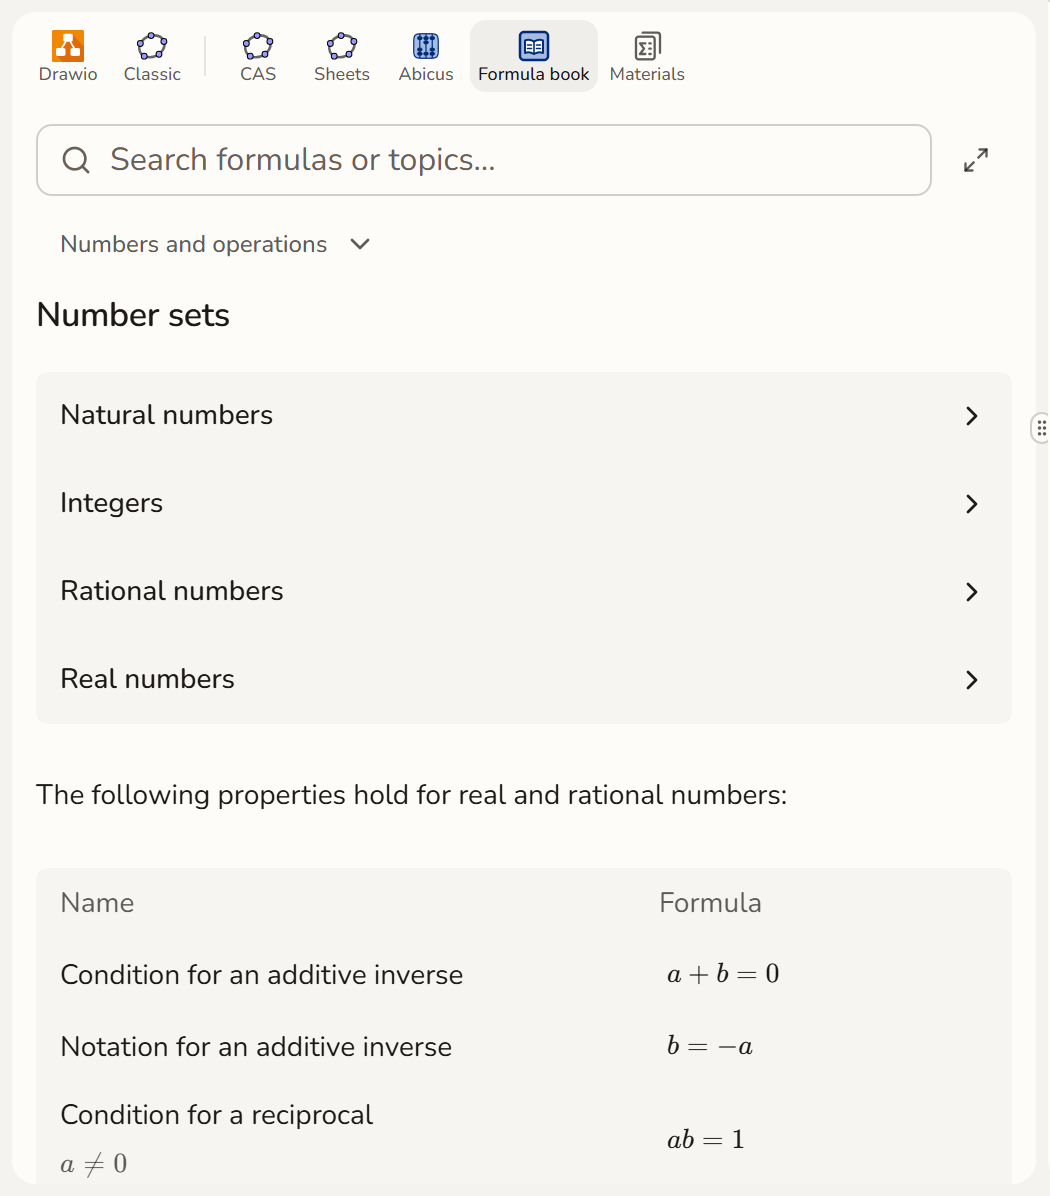 Drawio Classic CAS Sheets Abicus Formula book Materials
Search formulas or topics...
Numbers and operations
Number sets
Natural numbers
Integers
Rational numbers
Real numbers
The following properties hold for real and rational numbers:
Name Formula
Condition for an additive inverse a + b = 0
Notation for an additive inverse b = −a
Condition for a reciprocal
ab = 1
a ≠ 0